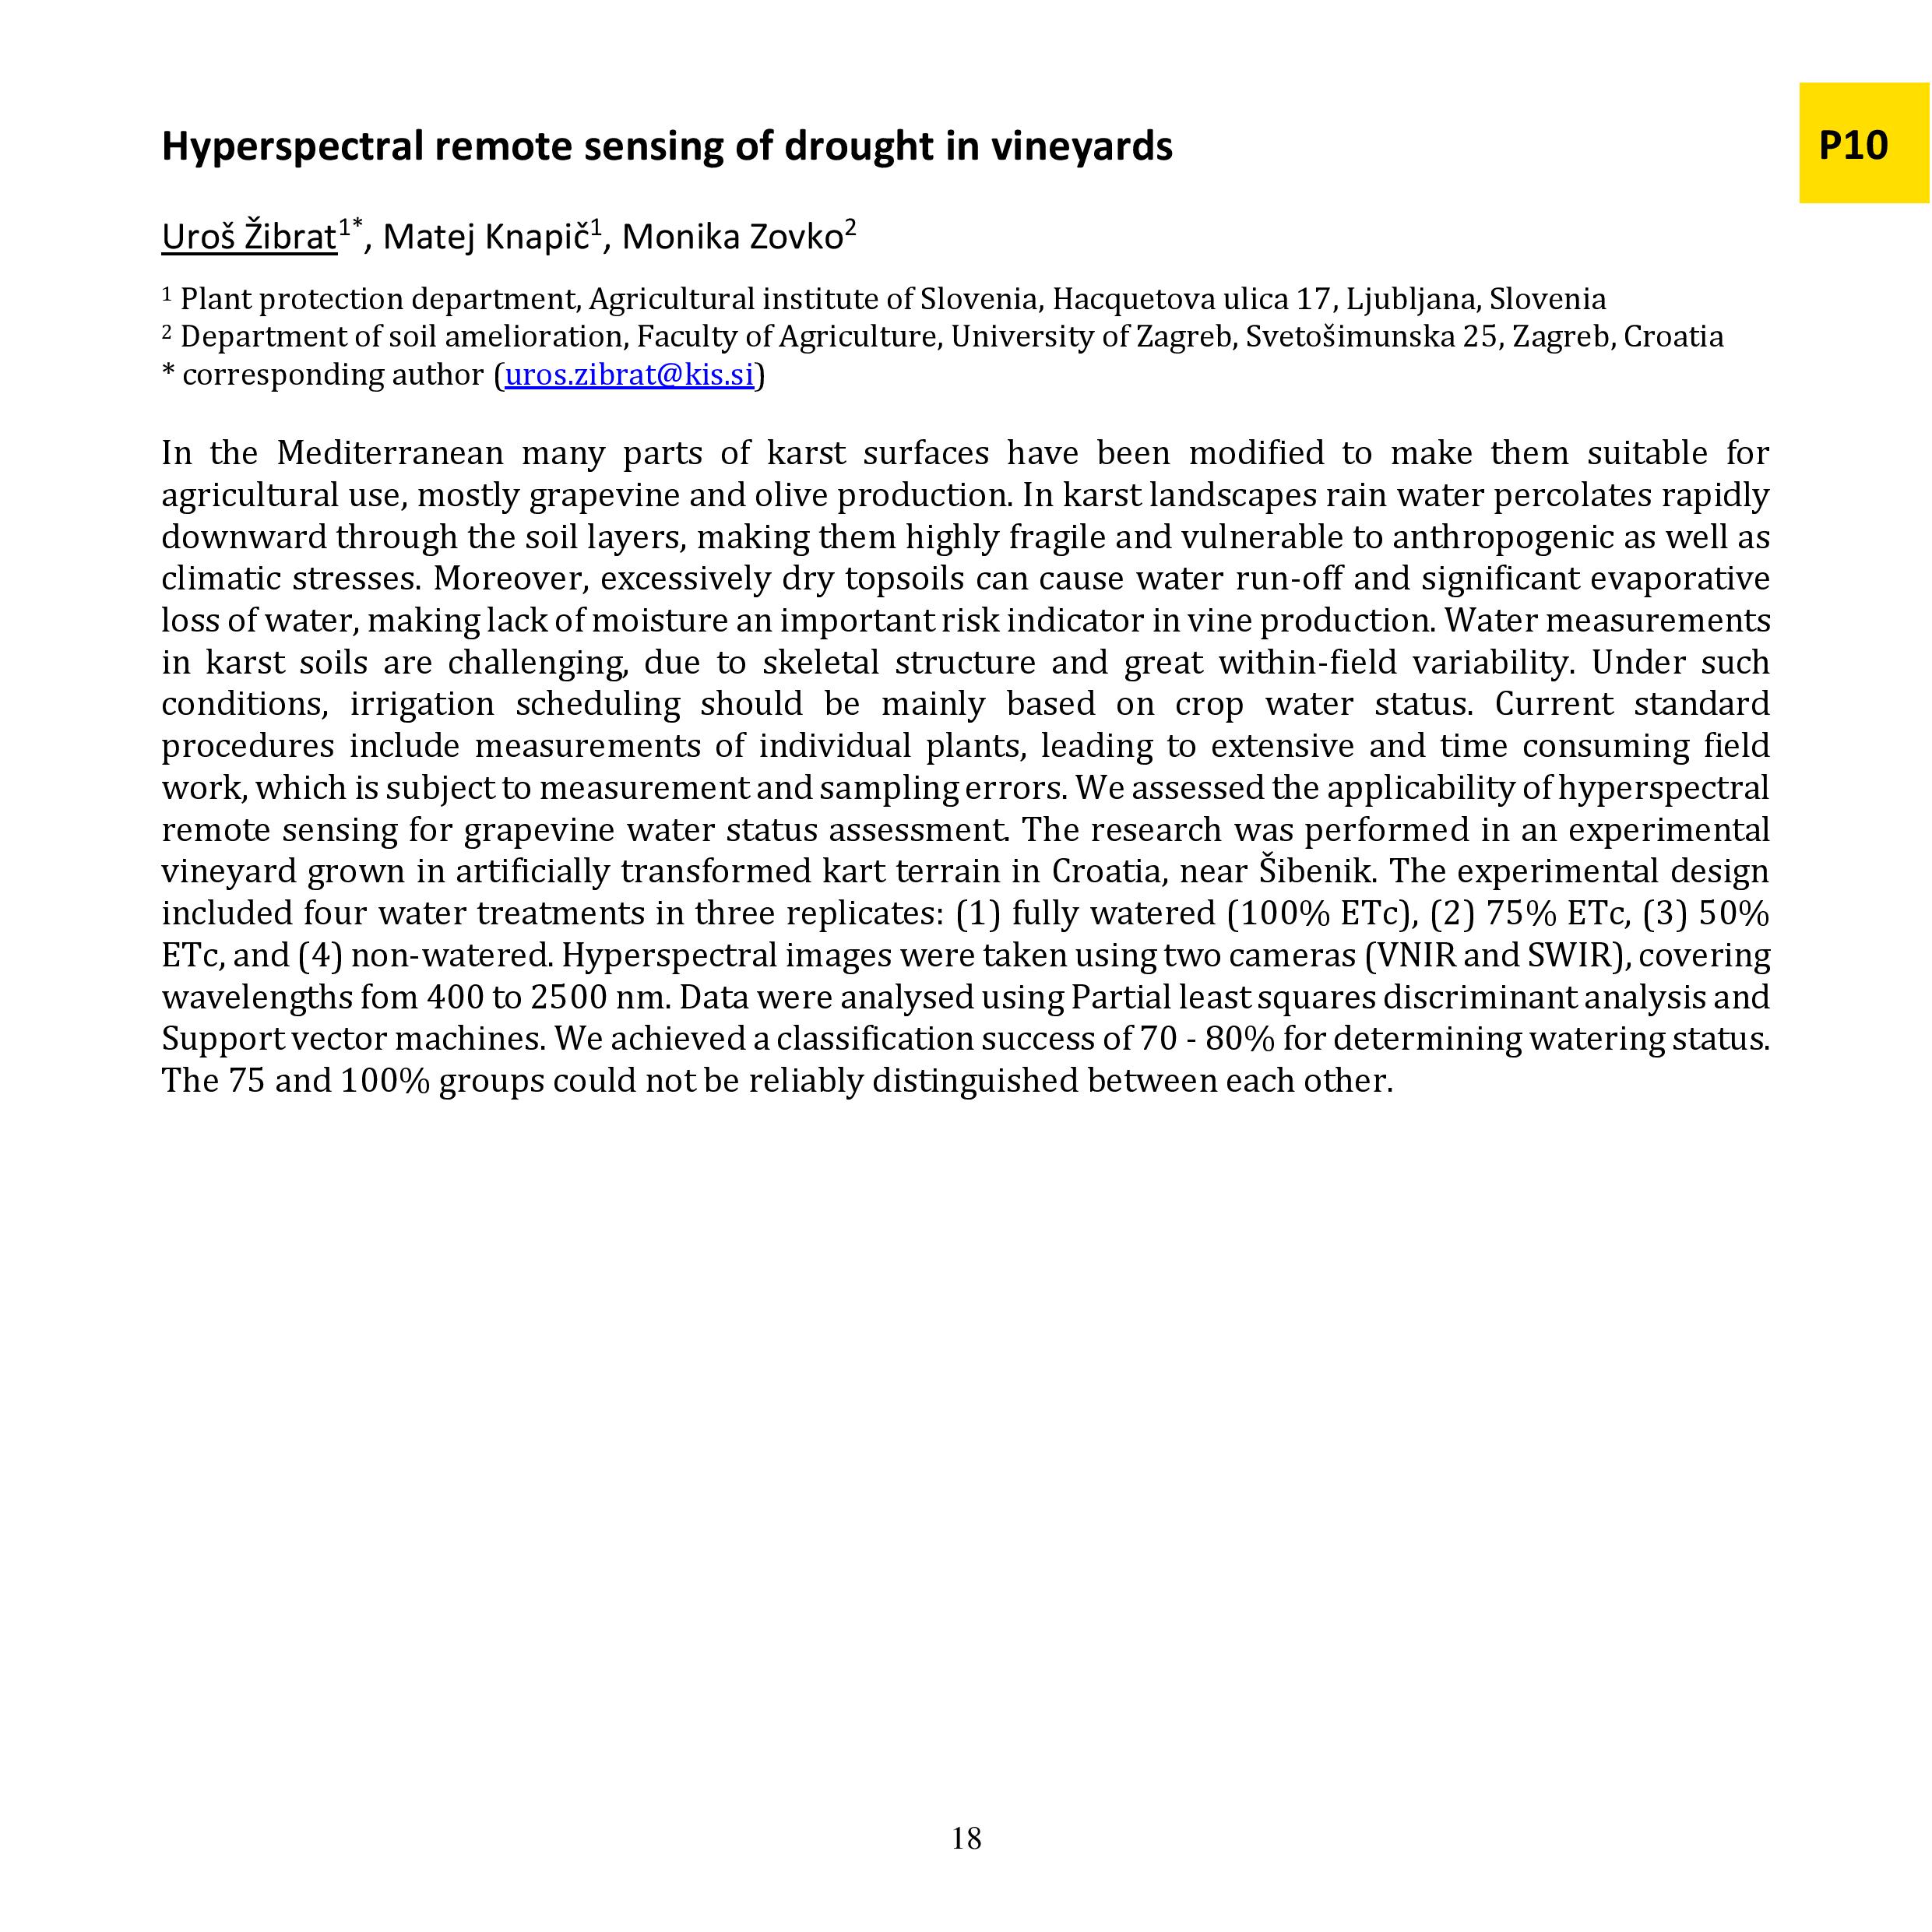 Hyperspectral remote sensing of drought in vineyards
P10
Uroš Žibrat1*, Matej Knapič1, Monika Zovko2
1 Plant protection department, Agricultural institute of Slovenia, Hacquetova ulica 17, Ljubljana, Slovenia
2 Department of soil amelioration, Faculty of Agriculture, University of Zagreb, Svetošimunska 25, Zagreb, Croatia
* corresponding author (uros.zibrat@kis.si)
In the Mediterranean many parts of karst surfaces have been modified to make them suitable for
agricultural use, mostly grapevine and olive production. In karst landscapes rain water percolates rapidly
downward through the soil layers, making them highly fragile and vulnerable to anthropogenic as well as
climatic stresses. Moreover, excessively dry topsoils can cause water run-off and significant evaporative
loss of water, making lack of moisture an important risk indicator in vine production. Water measurements
in karst soils are challenging, due to skeletal structure and great within-field variability. Under such
conditions, irrigation scheduling should be mainly based on crop water status. Current standard
procedures include measurements of individual plants, leading to extensive and time consuming field
work, which is subject to measurement and sampling errors. We assessed the applicability of hyperspectral
remote sensing for grapevine water status assessment. The research was performed in an experimental
vineyard grown in artificially transformed kart terrain in Croatia, near Šibenik. The experimental design
included four water treatments in three replicates: (1) fully watered (100% ETc), (2) 75% ETc, (3) 50%
ETc, and (4) non-watered. Hyperspectral images were taken using two cameras (VNIR and SWIR), covering
wavelengths fom 400 to 2500 nm. Data were analysed using Partial least squares discriminant analysis and
Support vector machines. We achieved a classification success of 70 - 80% for determining watering status.
The 75 and 100% groups could not be reliably distinguished between each other.
18